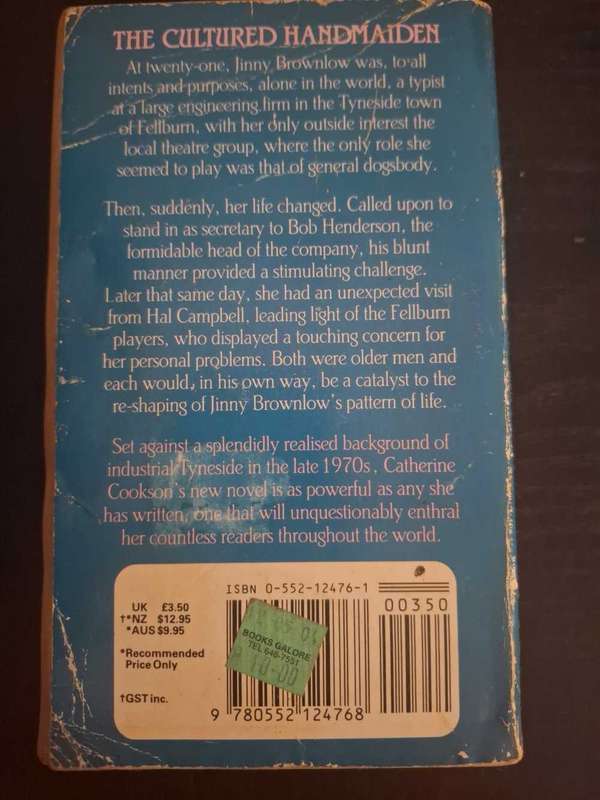 THE CULTURED HANDMAIDEN
At twenty-one, Jinny Brownlow was, to all
intents and purposes, alone in the world, a typist
at a large engineering firm in the Tyneside town
of Fellburn, with her only outside interest the
local theatre group, where the only role she
seemed to play was that of general dogsbody.
Then, suddenly, her life changed. Called upon to
stand in as secretary to Bob Henderson, the
formidable head of the company, his blunt
manner provided a stimulating challenge.
Later that same day, she had an unexpected visit
from Hal Campbell, leading light of the Fellburn
players, who displayed a touching concern for
her personal problems. Both were older men and
each would, in his own way, be a catalyst to the
re-shaping of Jinny Brownlow's pattern of life.
Set against a splendidly realised background of
industrial Tyneside in the late 1970s, Catherine
Cookson's new novel is as powerful as any she
has written, one that will unquestionably enthral
her countless readers throughout the world.
UK £3.50
†*NZ $12.95
*AUS $9.95
*Recommended
Price Only
†GST inc.
ISBN 0-552-12476-1
00350
BOOKS GALORE
TEL 640-7551
10-00
9 780552 124768